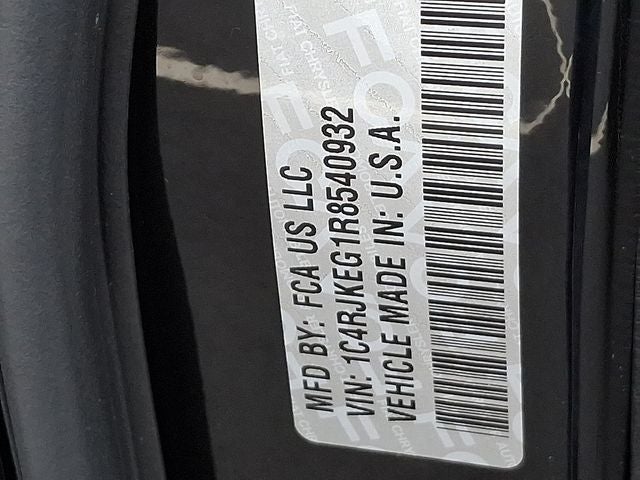 MFD BY: FCA US LLC
VIN: 1C4RJKEG1R8540932
VEHICLE MADE IN: U.S.A.